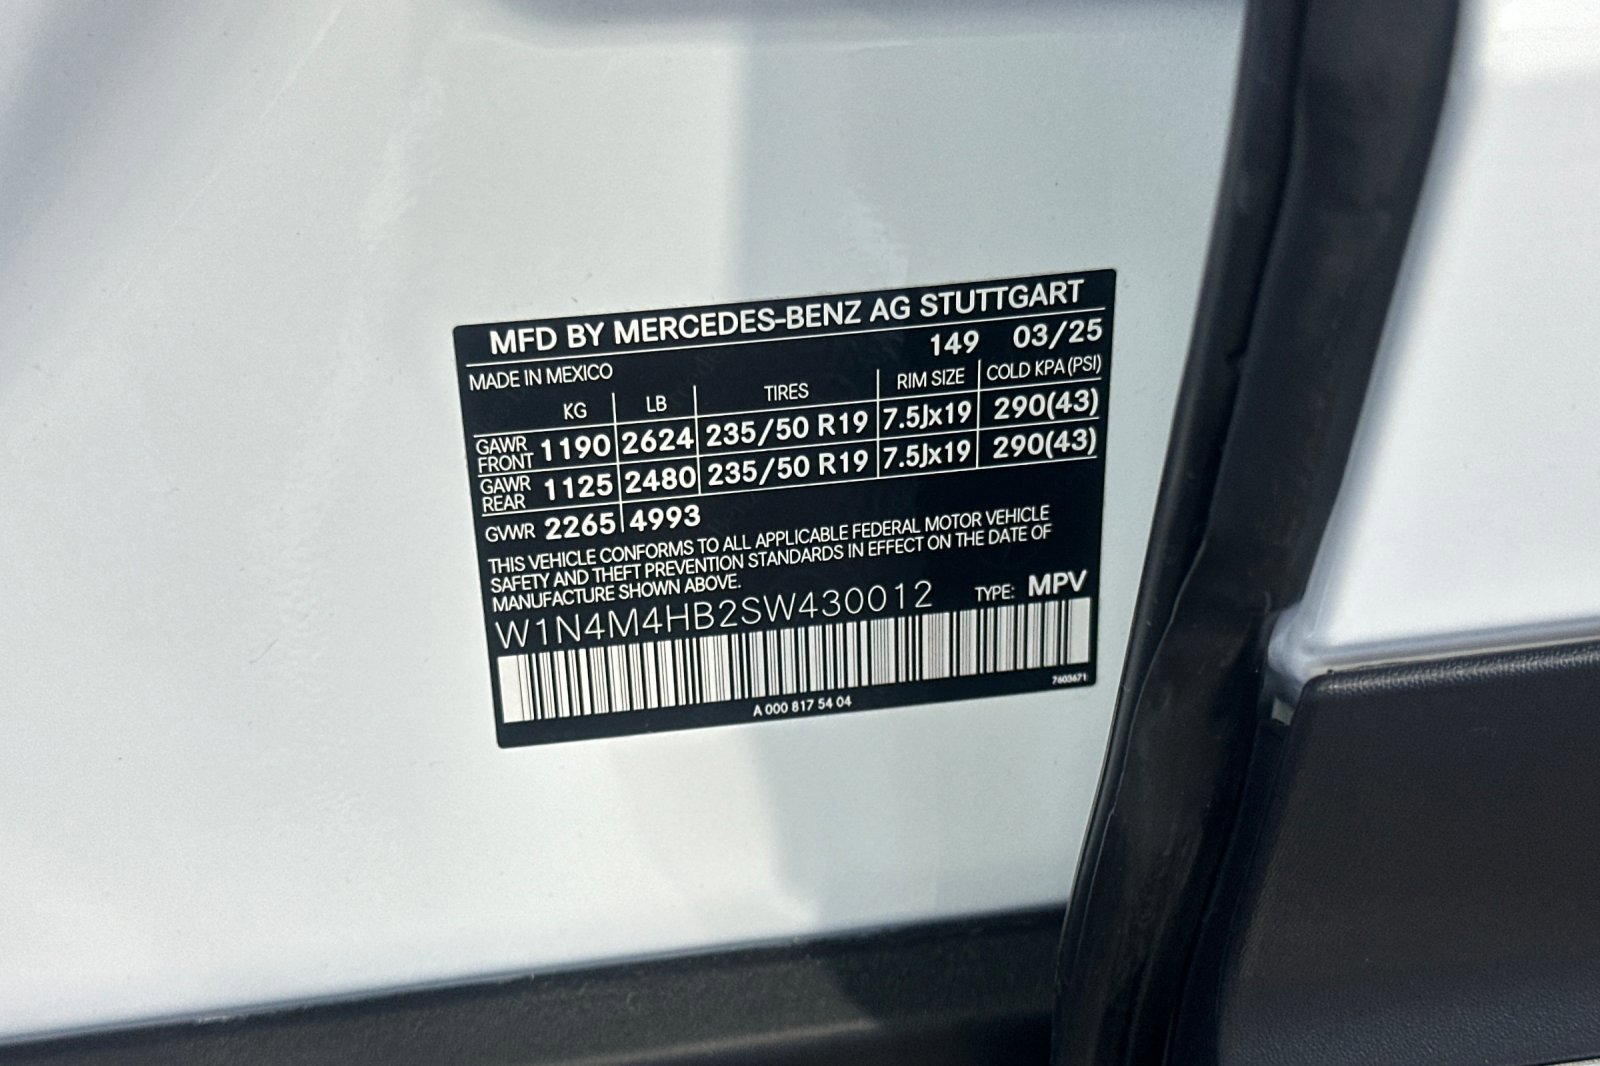 MFD BY MERCEDES-BENZ AG STUTTGART
MADE IN MEXICO 149 03/25
KG LB TIRES RIM SIZE COLD KPA (PSI)
GAWR FRONT 1190 2624 235/50 R19 7.5Jx19 290(43)
GAWR REAR 1125 2480 235/50 R19 7.5Jx19 290(43)
GVWR 2265 4993
THIS VEHICLE CONFORMS TO ALL APPLICABLE FEDERAL MOTOR VEHICLE
SAFETY AND THEFT PREVENTION STANDARDS IN EFFECT ON THE DATE OF
MANUFACTURE SHOWN ABOVE.
W1N4M4HB2SW430012 TYPE: MPV
A 000 817 54 04 7603671